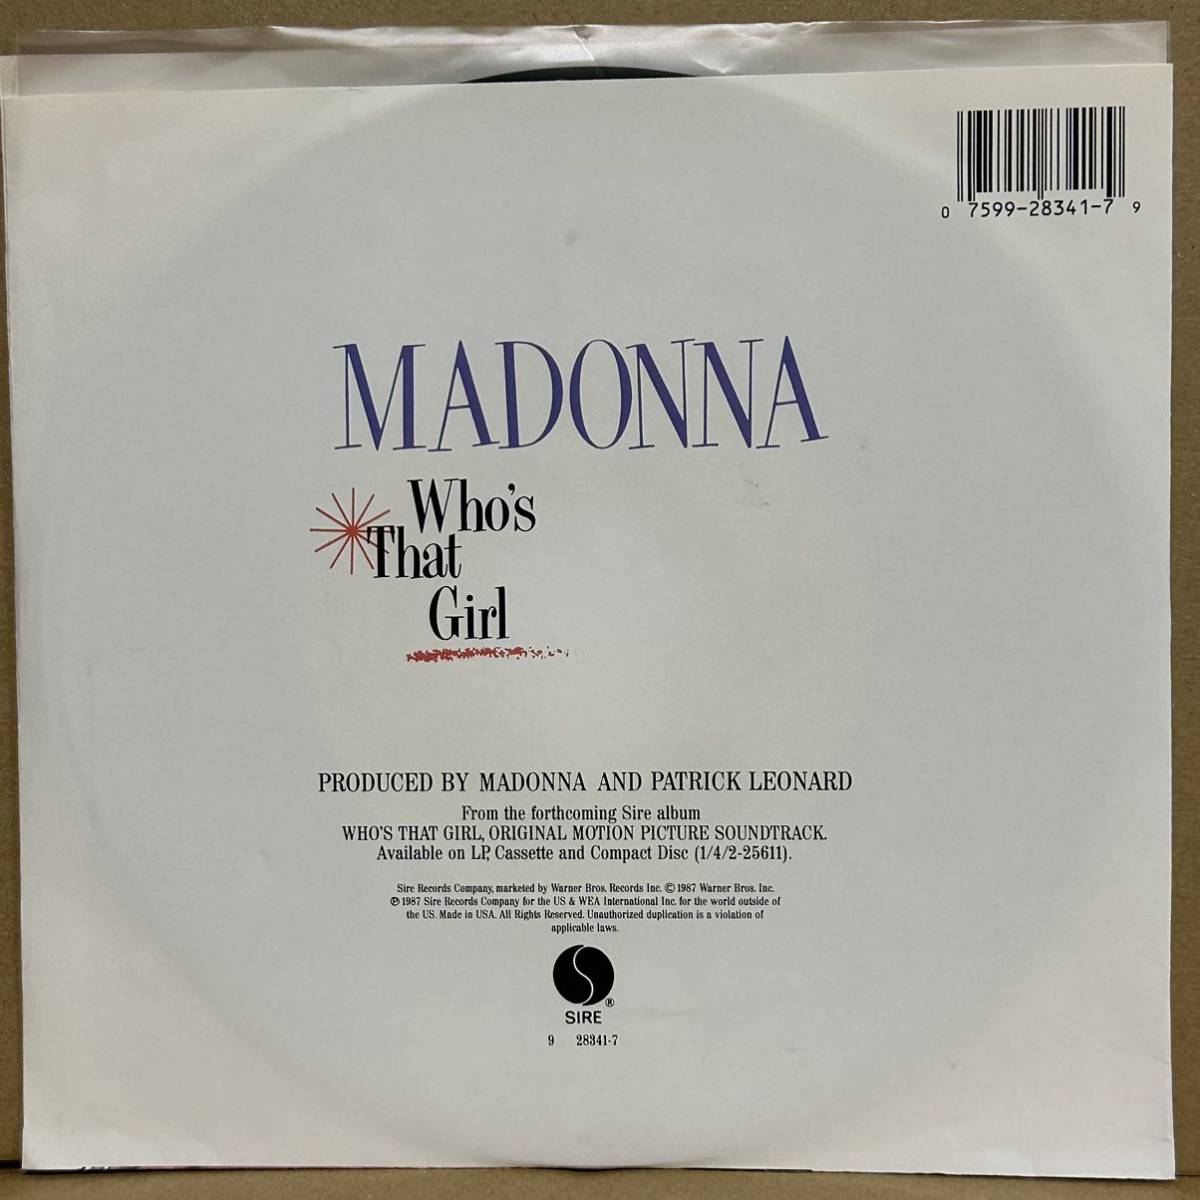 0 7599-28341-7 9
MADONNA
Who's
That
Girl
PRODUCED BY MADONNA AND PATRICK LEONARD
From the forthcoming Sire album
WHO'S THAT GIRL, ORIGINAL MOTION PICTURE SOUNDTRACK.
Available on LP, Cassette and Compact Disc (1/4/2-25611).
Sire Records Company, marketed by Warner Bros. Records Inc. © 1987 Warner Bros. Inc.
℗ 1987 Sire Records Company for the US & WEA International Inc. for the world outside of
the US. Made in USA. All Rights Reserved. Unauthorized duplication is a violation of
applicable laws.
®
SIRE
9 28341-7